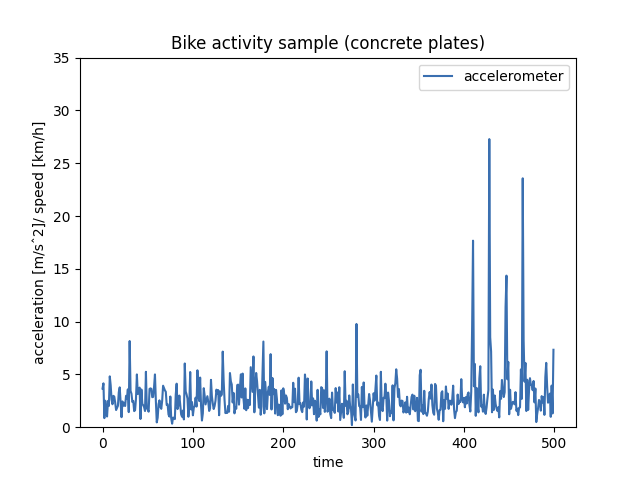 Bike activity sample (concrete plates)
35
30
25
20
15
10
5
0
acceleration [m/sˆ2]/ speed [km/h]
accelerometer
0 100 200 300 400 500
time